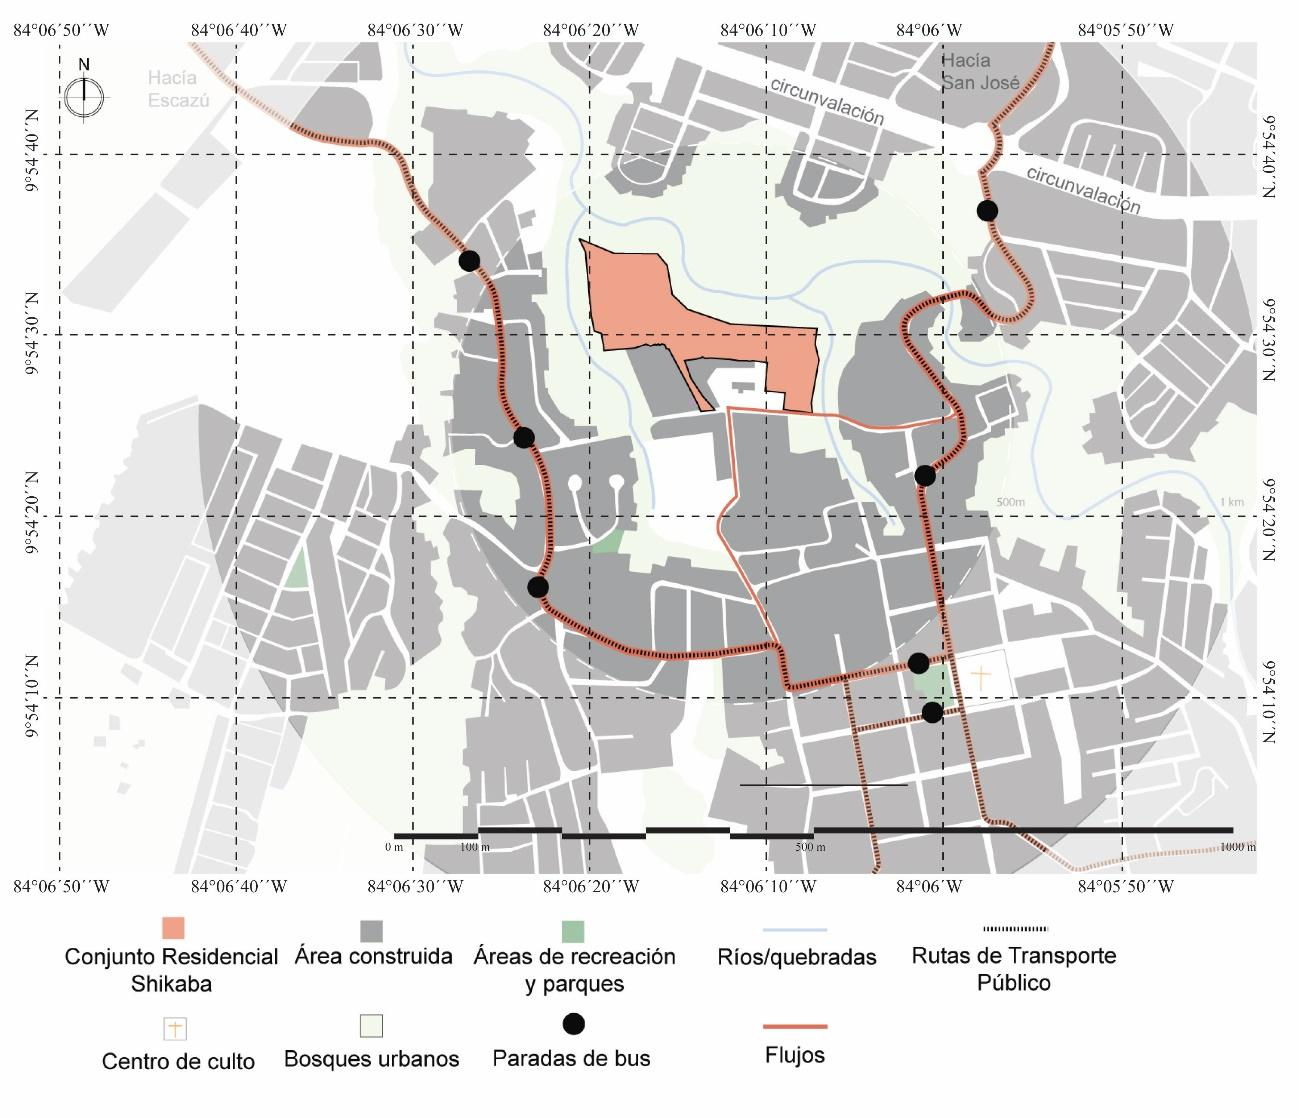 84°06´50´´W 84°06´40´´W 84°06´30´´W 84°06´20´´W 84°06´10´´W 84°06´W 84°05´50´´W
N
Hacía
Escazú
Hacía
San José
circunvalación
circunvalación
9°54´40´´N
9°54´40´´N
9°54´30´´N
9°54´30´´N
9°54´20´´N
9°54´20´´N
9°54´10´´N
9°54´10´´N
500m
1 km
0 m 100 m 500 m 1000 m
84°06´50´´W 84°06´40´´W 84°06´30´´W 84°06´20´´W 84°06´10´´W 84°06´W 84°05´50´´W
Conjunto Residencial
Shikaba
Área construida
Áreas de recreación
y parques
Ríos/quebradas
Rutas de Transporte
Público
Centro de culto
Bosques urbanos
Paradas de bus
Flujos